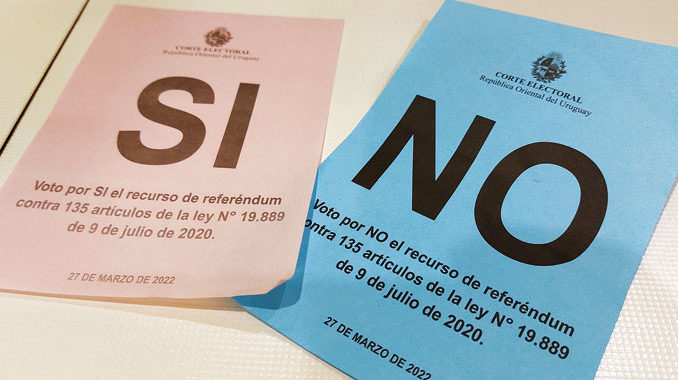 CORTE ELECTORAL
República Oriental del Uruguay
SI
Voto por SI el recurso de referéndum
contra 135 artículos de la ley N° 19.889
de 9 de julio de 2020.
27 DE MARZO DE 2022
CORTE ELECTORAL
República Oriental del Uruguay
NO
Voto por NO el recurso de referéndum
ontra 135 artículos de la ley N° 19.889
de 9 de julio de 2020.
27 DE MARZO DE 2022